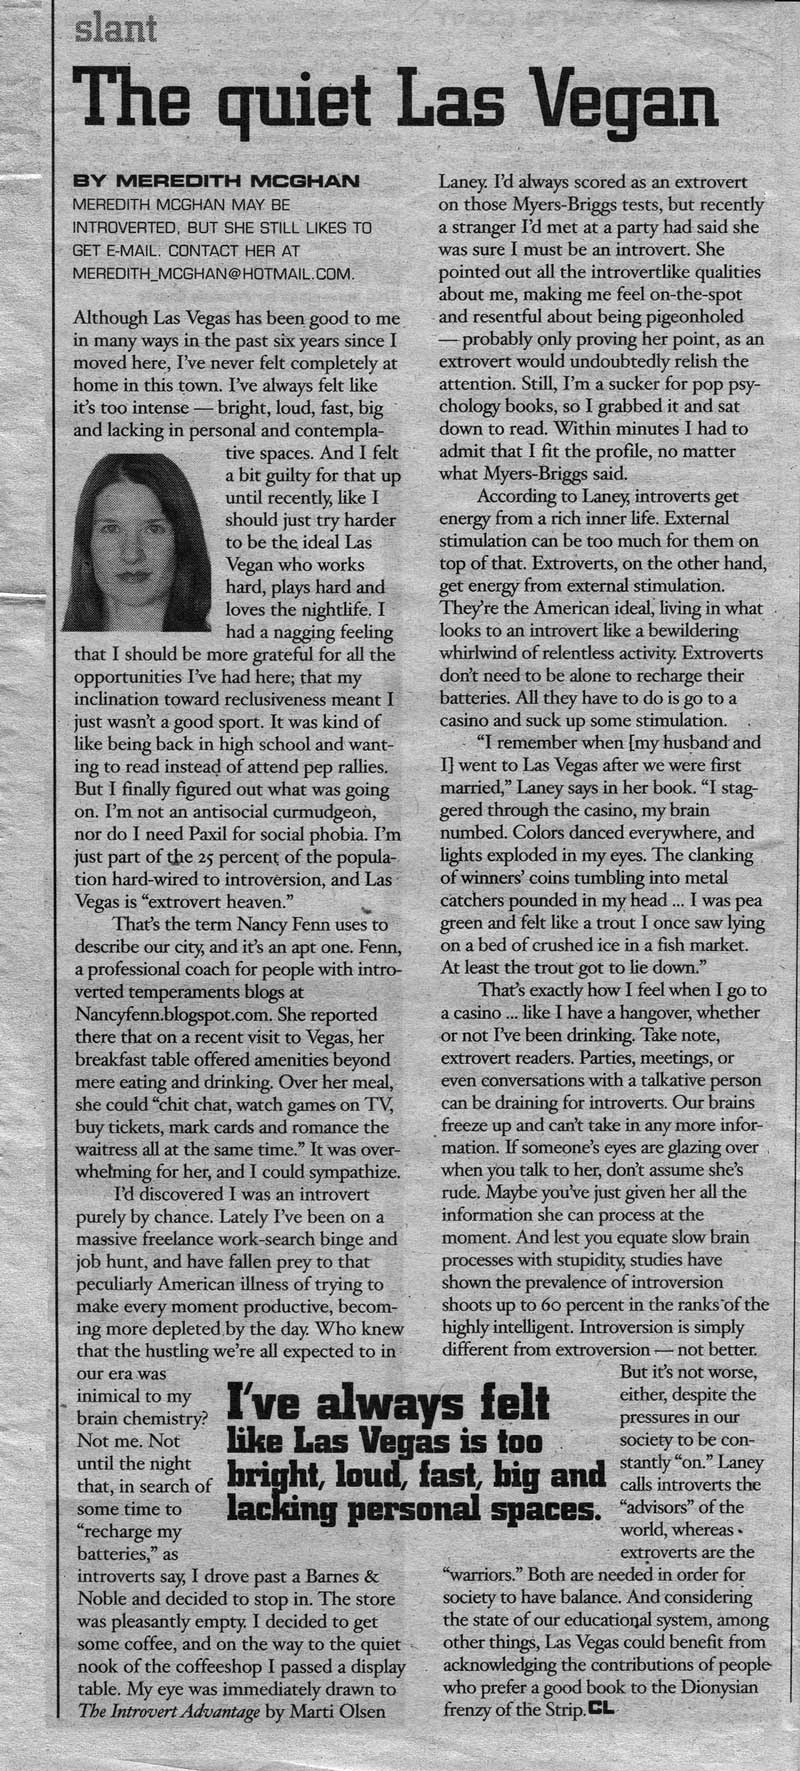 slant
The quiet Las Vegan
BY MEREDITH MCGHAN
MEREDITH MCGHAN MAY BE
INTROVERTED, BUT SHE STILL LIKES TO
GET E-MAIL. CONTACT HER AT
MEREDITH_MCGHAN@HOTMAIL.COM.
Although Las Vegas has been good to me
in many ways in the past six years since I
moved here, I've never felt completely at
home in this town. I've always felt like
it's too intense — bright, loud, fast, big
and lacking in personal and contempla-
tive spaces. And I felt
a bit guilty for that up
until recently, like I
should just try harder
to be the ideal Las
Vegan who works
hard, plays hard and
loves the nightlife. I
had a nagging feeling
that I should be more grateful for all the
opportunities I've had here; that my
inclination toward reclusiveness meant I
just wasn't a good sport. It was kind of
like being back in high school and want-
ing to read instead of attend pep rallies.
But I finally figured out what was going
on. I'm not an antisocial curmudgeon,
nor do I need Paxil for social phobia. I'm
just part of the 25 percent of the popula-
tion hard-wired to introversion, and Las
Vegas is “extrovert heaven.”
That's the term Nancy Fenn uses to
describe our city, and it's an apt one. Fenn,
a professional coach for people with intro-
verted temperaments blogs at
Nancyfenn.blogspot.com. She reported
there that on a recent visit to Vegas, her
breakfast table offered amenities beyond
mere eating and drinking. Over her meal,
she could “chit chat, watch games on TV,
buy tickets, mark cards and romance the
waitress all at the same time.” It was over-
whelming for her, and I could sympathize.
I'd discovered I was an introvert
purely by chance. Lately I've been on a
massive freelance work-search binge and
job hunt, and have fallen prey to that
peculiarly American illness of trying to
make every moment productive, becom-
ing more depleted by the day. Who knew
that the hustling we're all expected to in
our era was
inimical to my
brain chemistry?
Not me. Not
until the night
that, in search of
some time to
“recharge my
batteries,” as
introverts say, I drove past a Barnes &
Noble and decided to stop in. The store
was pleasantly empty. I decided to get
some coffee, and on the way to the quiet
nook of the coffeeshop I passed a display
table. My eye was immediately drawn to
The Introvert Advantage by Marti Olsen
I've always felt
like Las Vegas is too
bright, loud, fast, big and
lacking personal spaces.
Laney. I'd always scored as an extrovert
on those Myers-Briggs tests, but recently
a stranger I'd met at a party had said she
was sure I must be an introvert. She
pointed out all the introvertlike qualities
about me, making me feel on-the-spot
and resentful about being pigeonholed
— probably only proving her point, as an
extrovert would undoubtedly relish the
attention. Still, I'm a sucker for pop psy-
chology books, so I grabbed it and sat
down to read. Within minutes I had to
admit that I fit the profile, no matter
what Myers-Briggs said.
According to Laney, introverts get
energy from a rich inner life. External
stimulation can be too much for them on
top of that. Extroverts, on the other hand,
get energy from external stimulation.
They're the American ideal, living in what
looks to an introvert like a bewildering
whirlwind of relentless activity. Extroverts
don't need to be alone to recharge their
batteries. All they have to do is go to a
casino and suck up some stimulation.
“I remember when [my husband and
I] went to Las Vegas after we were first
married,” Laney says in her book. “I stag-
gered through the casino, my brain
numbed. Colors danced everywhere, and
lights exploded in my eyes. The clanking
of winners' coins tumbling into metal
catchers pounded in my head ... I was pea
green and felt like a trout I once saw lying
on a bed of crushed ice in a fish market.
At least the trout got to lie down.”
That's exactly how I feel when I go to
a casino ... like I have a hangover, whether
or not I've been drinking. Take note,
extrovert readers. Parties, meetings, or
even conversations with a talkative person
can be draining for introverts. Our brains
freeze up and can't take in any more infor-
mation. If someone's eyes are glazing over
when you talk to her, don't assume she's
rude. Maybe you've just given her all the
information she can process at the
moment. And lest you equate slow brain
processes with stupidity, studies have
shown the prevalence of introversion
shoots up to 60 percent in the ranks of the
highly intelligent. Introversion is simply
different from extroversion — not better.
But it's not worse,
either, despite the
pressures in our
society to be con-
stantly “on.” Laney
calls introverts the
“advisors” of the
world, whereas
extroverts are the
“warriors.” Both are needed in order for
society to have balance. And considering
the state of our educational system, among
other things, Las Vegas could benefit from
acknowledging the contributions of people
who prefer a good book to the Dionysian
frenzy of the Strip. CL